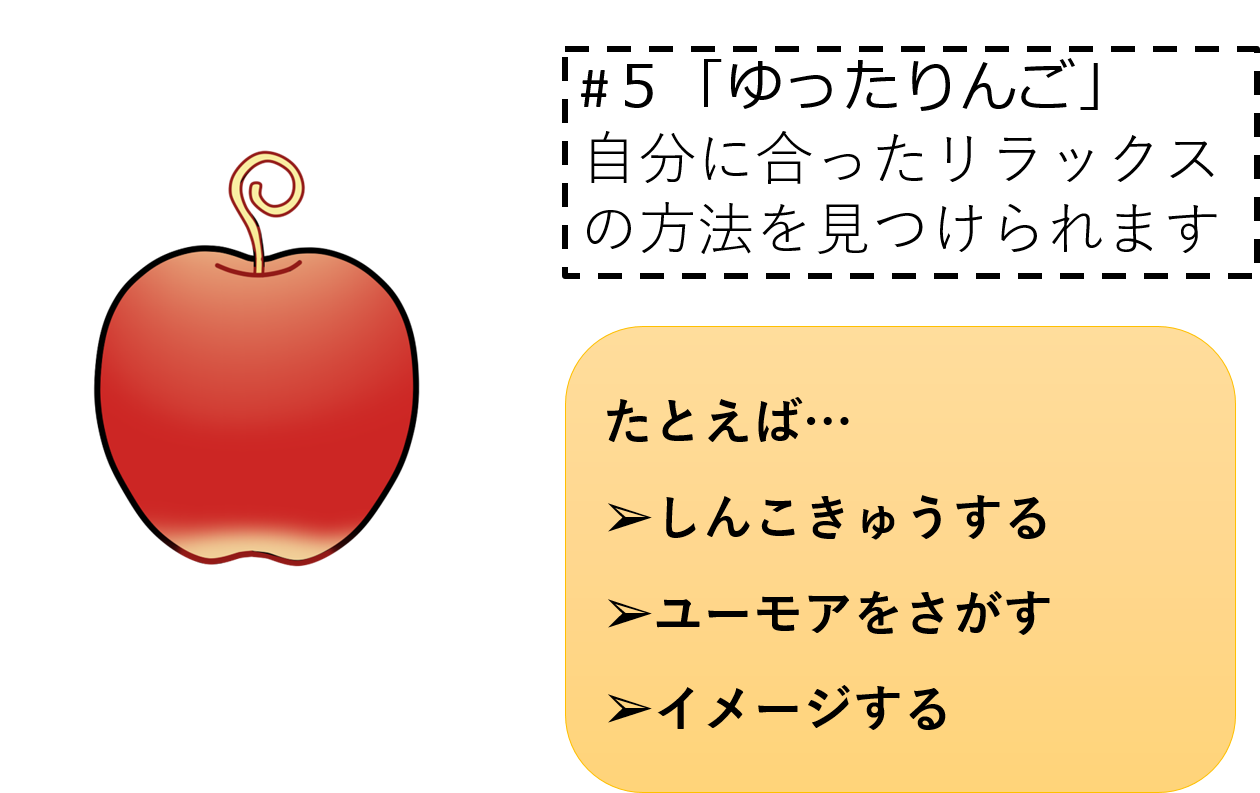 #５「ゆったりんご」
自分に合ったリラックス
の方法を見つけられます
たとえば…
➢しんこきゅうする
➢ユーモアをさがす
➢イメージする